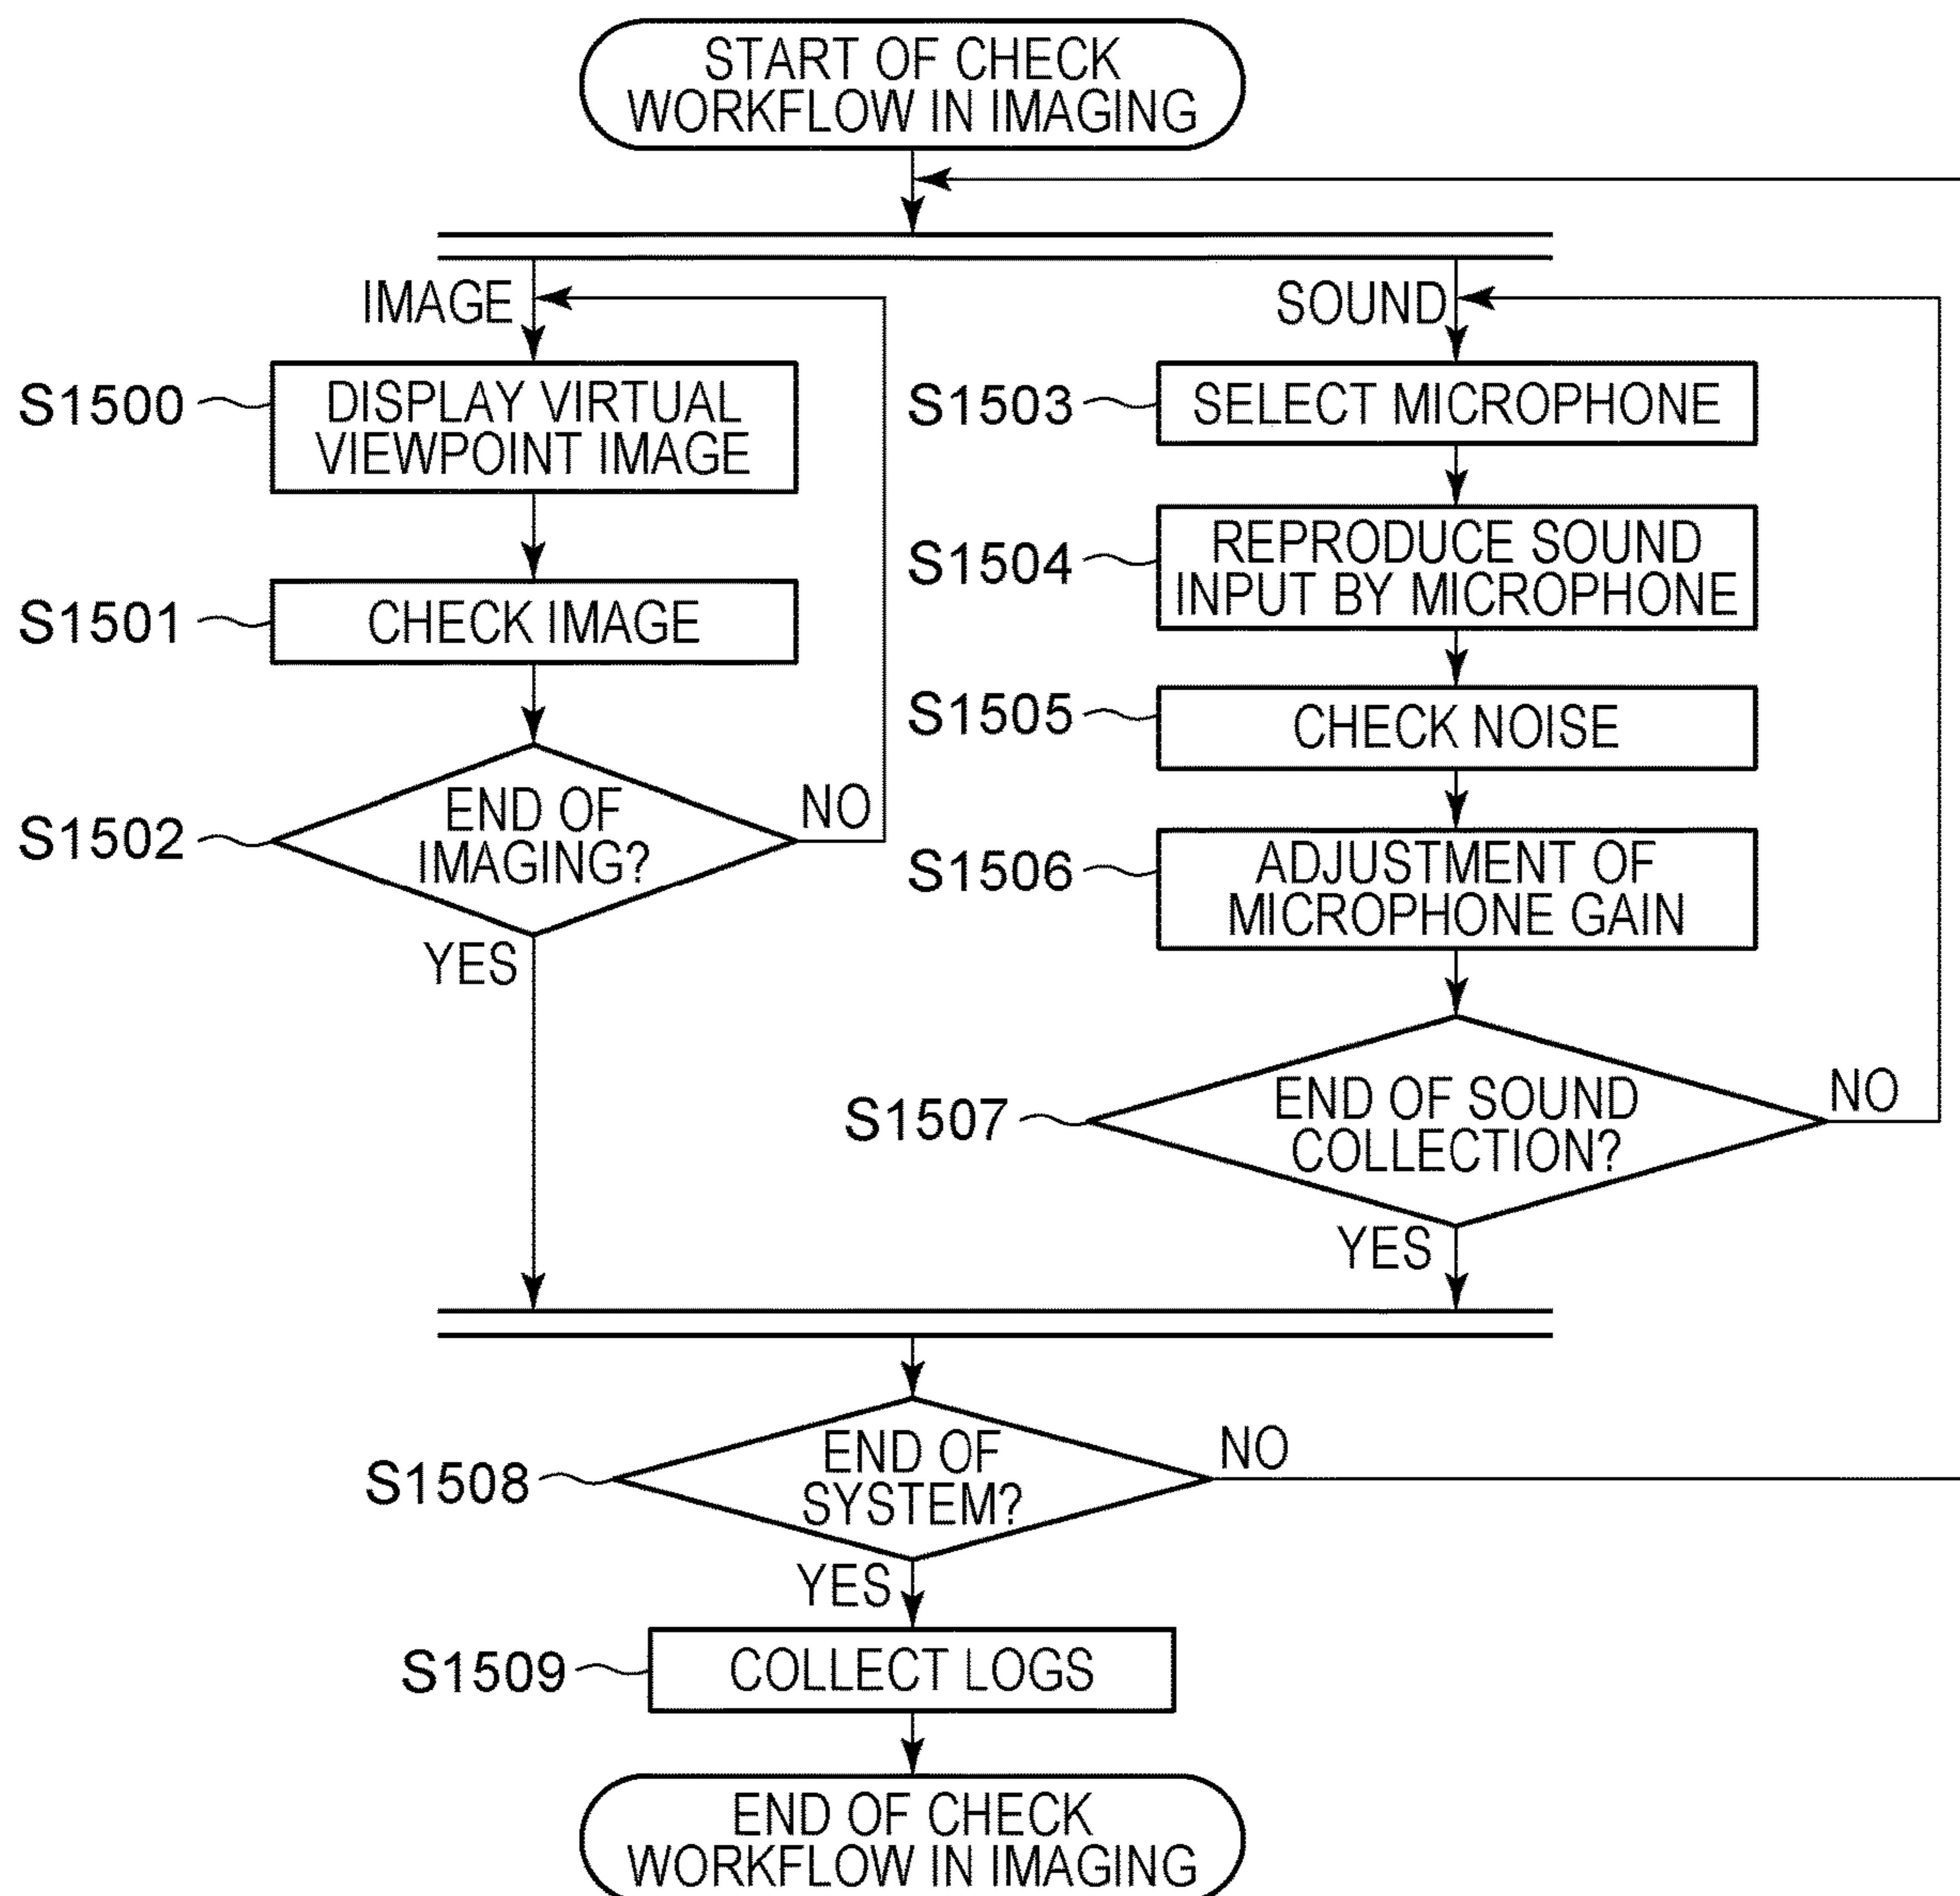 START OF CHECK
WORKFLOW IN IMAGING
IMAGE
S1500
DISPLAY VIRTUAL
VIEWPOINT IMAGE
S1501
CHECK IMAGE
S1502
END OF
IMAGING?
NO
YES
SOUND
S1503
SELECT MICROPHONE
S1504
REPRODUCE SOUND
INPUT BY MICROPHONE
S1505
CHECK NOISE
S1506
ADJUSTMENT OF
MICROPHONE GAIN
S1507
END OF SOUND
COLLECTION?
NO
YES
S1508
END OF
SYSTEM?
NO
YES
S1509
COLLECT LOGS
END OF CHECK
WORKFLOW IN IMAGING